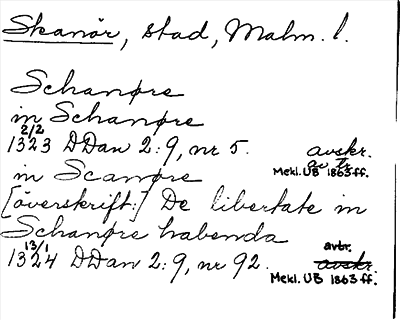 Skanör, stad, Malm. l.
Schanøre
in Schanøre
2/2
1323 DDan 2:9, nr 5. avskr.
av tr.
Mekl. UB 1863 ff.
in Scanøre
[överskrift:] De libertate in
Schanøre habenda
13/1 avtr.
1324 DDan 2:9, nr 92. avskr.
Mekl. UB 1863 ff.